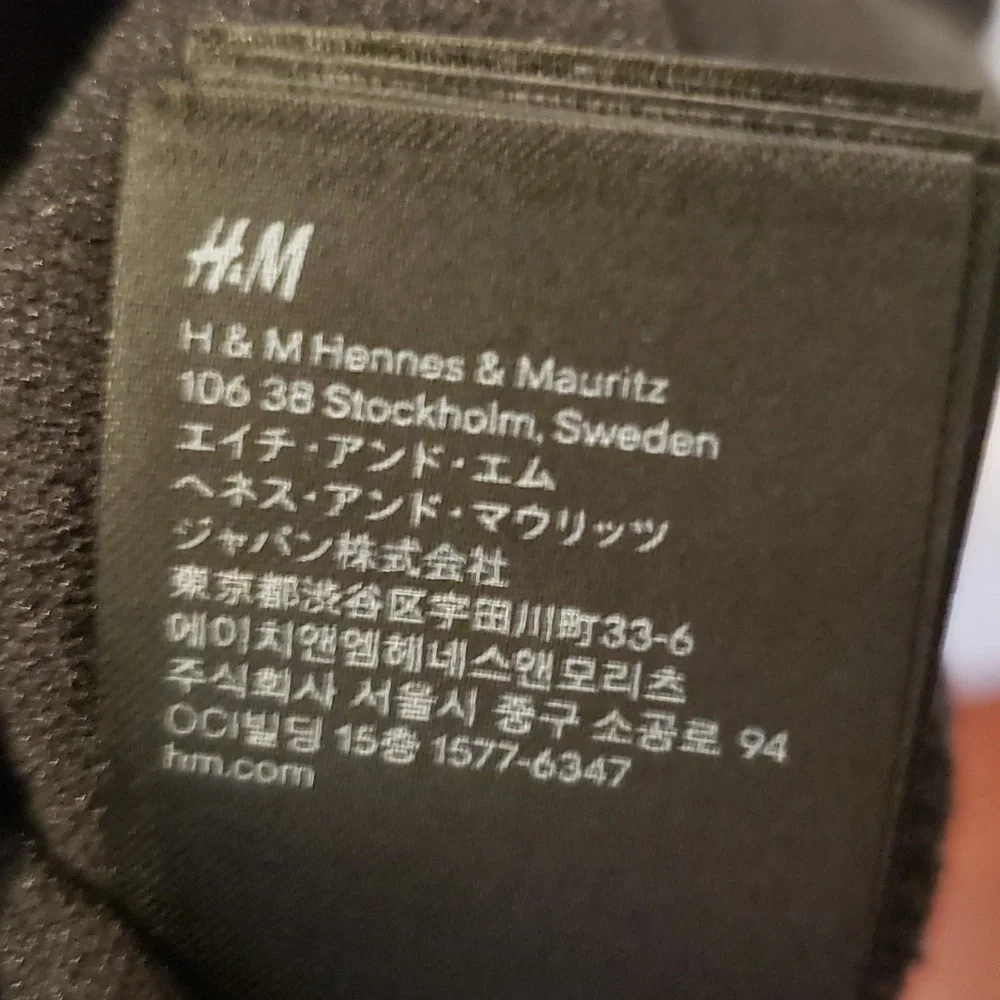 H&M
H & M Hennes & Mauritz
106 38 Stockholm, Sweden
エイチ・アンド・エム
ヘネス・アンド・マウリッツ
ジャパン株式会社
東京都渋谷区宇田川町33-6
에이치앤엠헤네스앤모리츠
주식회사 서울시 중구 소공로 94
OCI빌딩 15층 1577-6347
hm.com